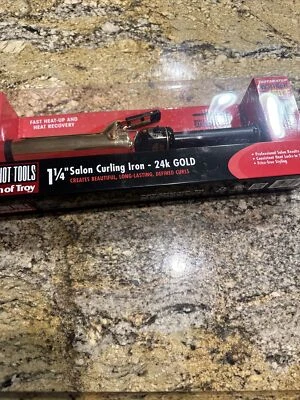 FAST HEAT-UP AND
HEAT RECOVERY
HOT TOOLS
n of Troy
1¼" Salon Curling Iron - 24k GOLD
CREATES BEAUTIFUL, LONG-LASTING, DEFINED CURLS
• Professional Salon Results
• Consistent Heat Locks in
• Frizz-Free Styling